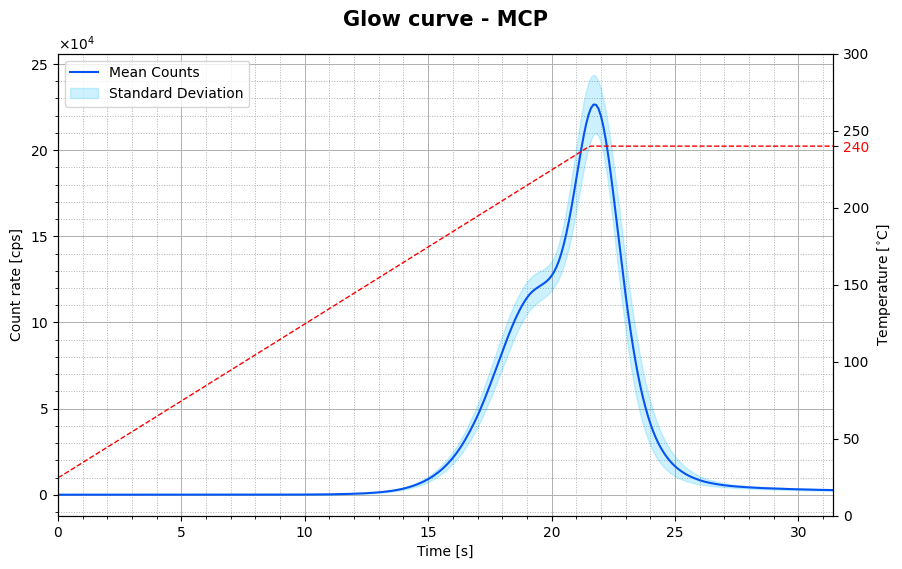 Glow curve - MCP
×10⁴
Mean Counts
Standard Deviation
25
20
15
10
5
0
Count rate [cps]
300
250
240
200
150
100
50
0
Temperature [°C]
0 5 10 15 20 25 30
Time [s]